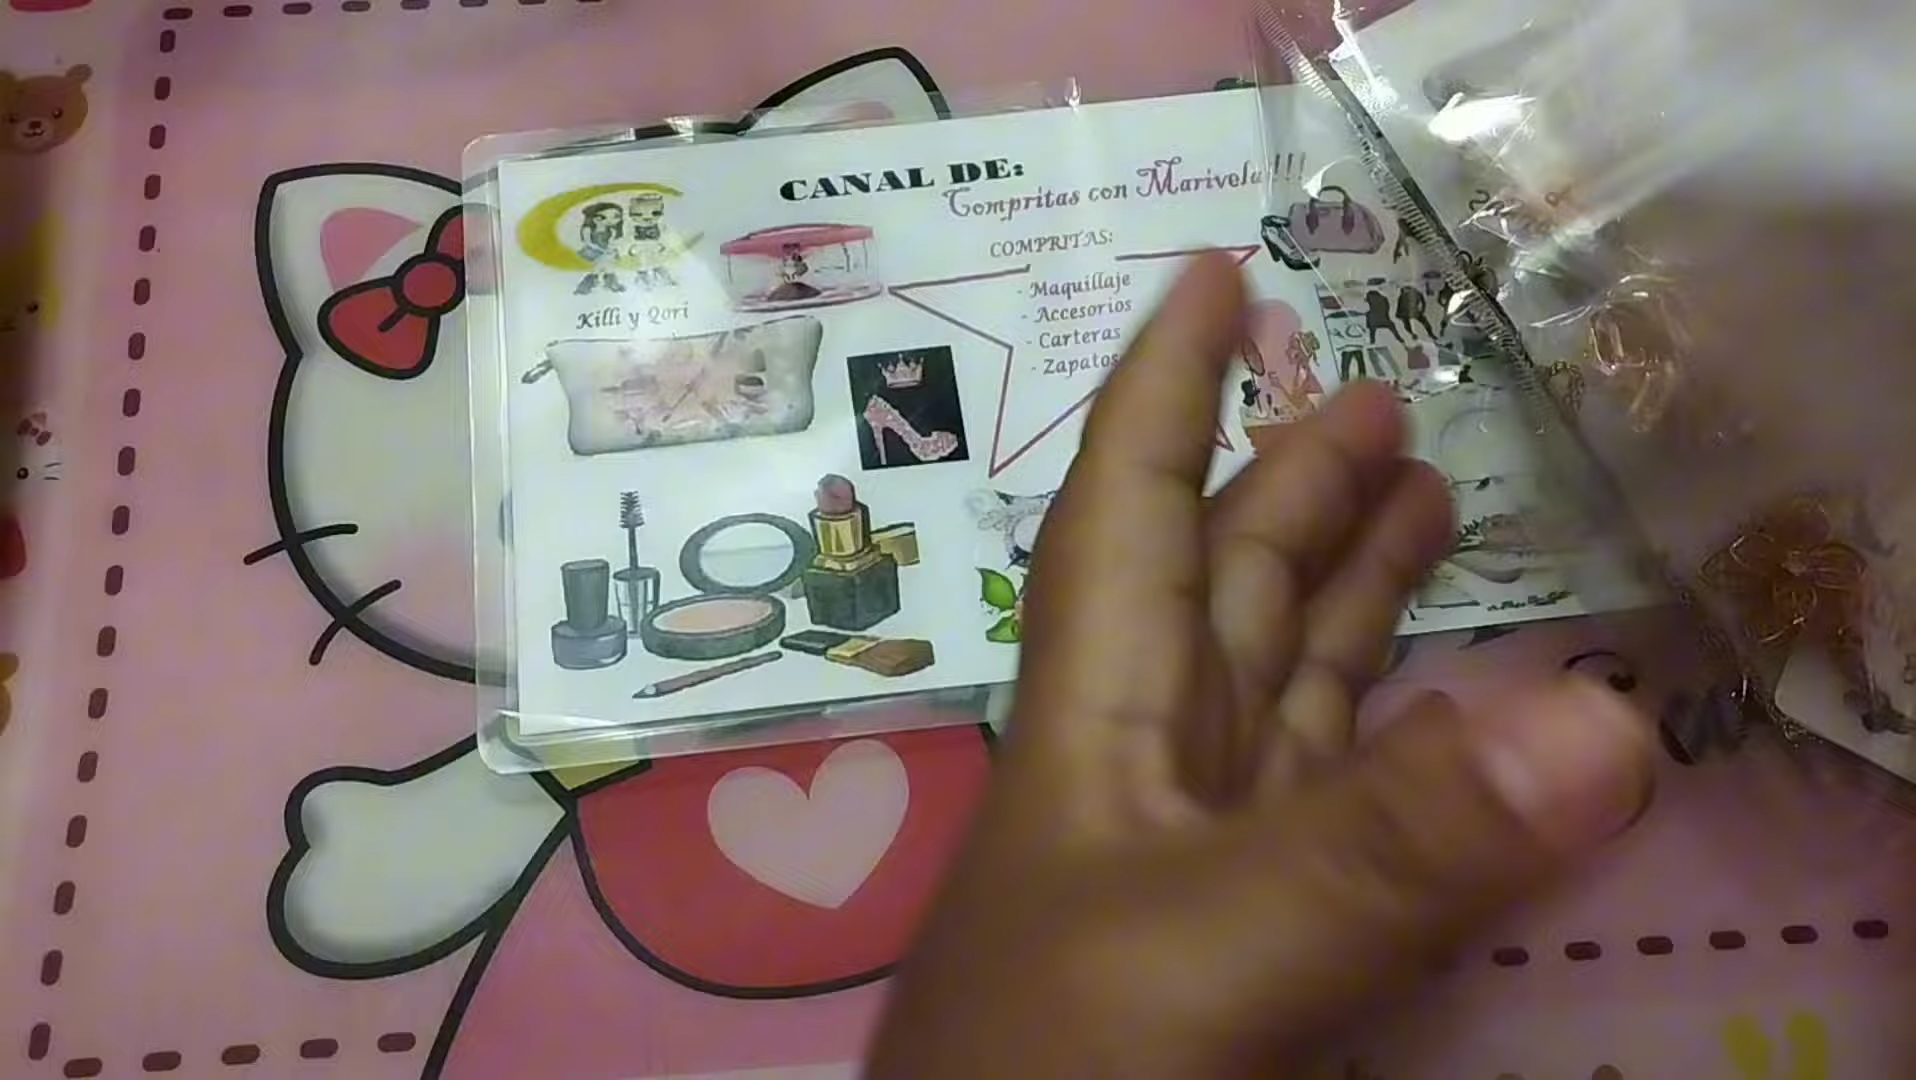 CANAL DE:
Compritas con Marivela!!!
COMPRITAS:
- Maquillaje
- Accesorios
- Carteras
- Zapatos
Killi y Qori